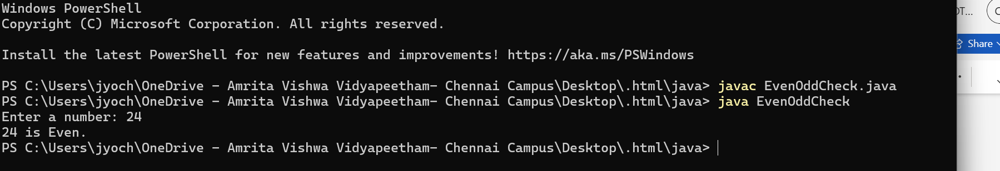 Windows PowerShell
Copyright (C) Microsoft Corporation. All rights reserved.
Install the latest PowerShell for new features and improvements! https://aka.ms/PSWindows
PS C:\Users\jyoch\OneDrive - Amrita Vishwa Vidyapeetham- Chennai Campus\Desktop\.html\java> javac EvenOddCheck.java
PS C:\Users\jyoch\OneDrive - Amrita Vishwa Vidyapeetham- Chennai Campus\Desktop\.html\java> java EvenOddCheck
Enter a number: 24
24 is Even.
PS C:\Users\jyoch\OneDrive - Amrita Vishwa Vidyapeetham- Chennai Campus\Desktop\.html\java>
Share